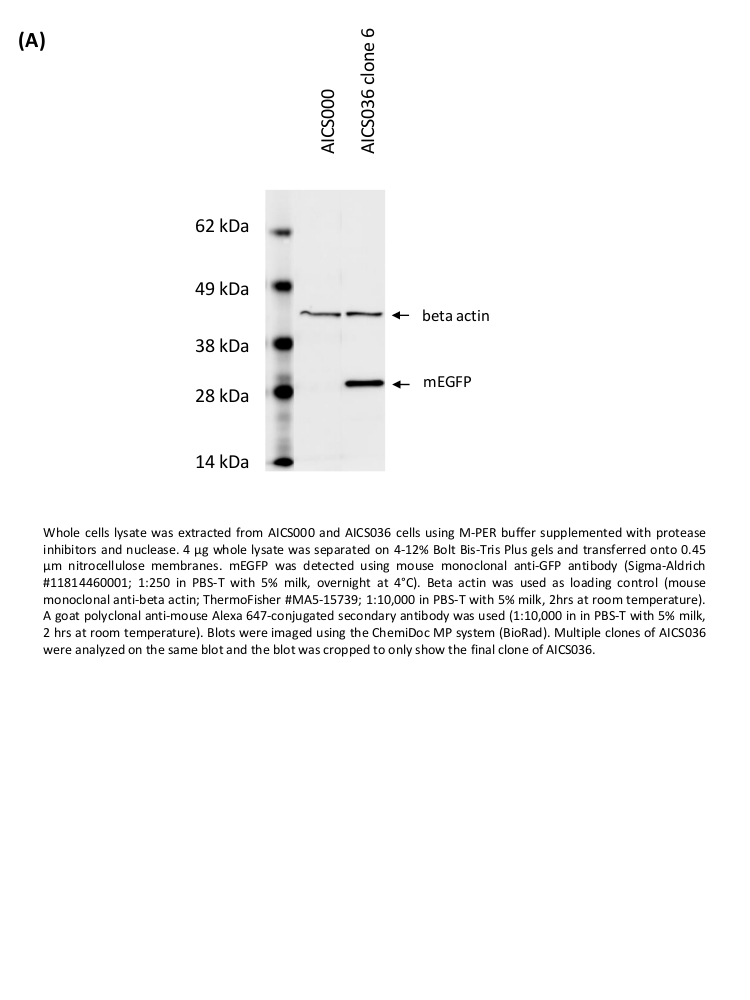 (A)
AICS000
AICS036 clone 6
62 kDa
49 kDa
beta actin
38 kDa
mEGFP
28 kDa
14 kDa
Whole cells lysate was extracted from AICS000 and AICS036 cells using M-PER buffer supplemented with protease
inhibitors and nuclease. 4 µg whole lysate was separated on 4-12% Bolt Bis-Tris Plus gels and transferred onto 0.45
µm nitrocellulose membranes. mEGFP was detected using mouse monoclonal anti-GFP antibody (Sigma-Aldrich
#11814460001; 1:250 in PBS-T with 5% milk, overnight at 4°C). Beta actin was used as loading control (mouse
monoclonal anti-beta actin; ThermoFisher #MA5-15739; 1:10,000 in PBS-T with 5% milk, 2hrs at room temperature).
A goat polyclonal anti-mouse Alexa 647-conjugated secondary antibody was used (1:10,000 in in PBS-T with 5% milk,
2 hrs at room temperature). Blots were imaged using the ChemiDoc MP system (BioRad). Multiple clones of AICS036
were analyzed on the same blot and the blot was cropped to only show the final clone of AICS036.